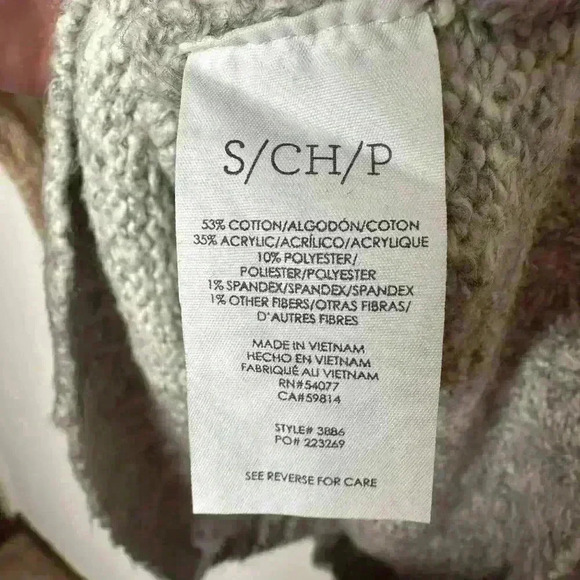 S/CH/P
53% COTTON/ALGODÓN/COTON
35% ACRYLIC/ACRÍLICO/ACRYLIQUE
10% POLYESTER/
POLIESTER/POLYESTER
1% SPANDEX/SPANDEX/SPANDEX
1% OTHER FIBERS/OTRAS FIBRAS/
D'AUTRES FIBRES
MADE IN VIETNAM
HECHO EN VIETNAM
FABRIQUÉ AU VIETNAM
RN#54077
CA#59814
STYLE# 3886
PO# 223269
SEE REVERSE FOR CARE